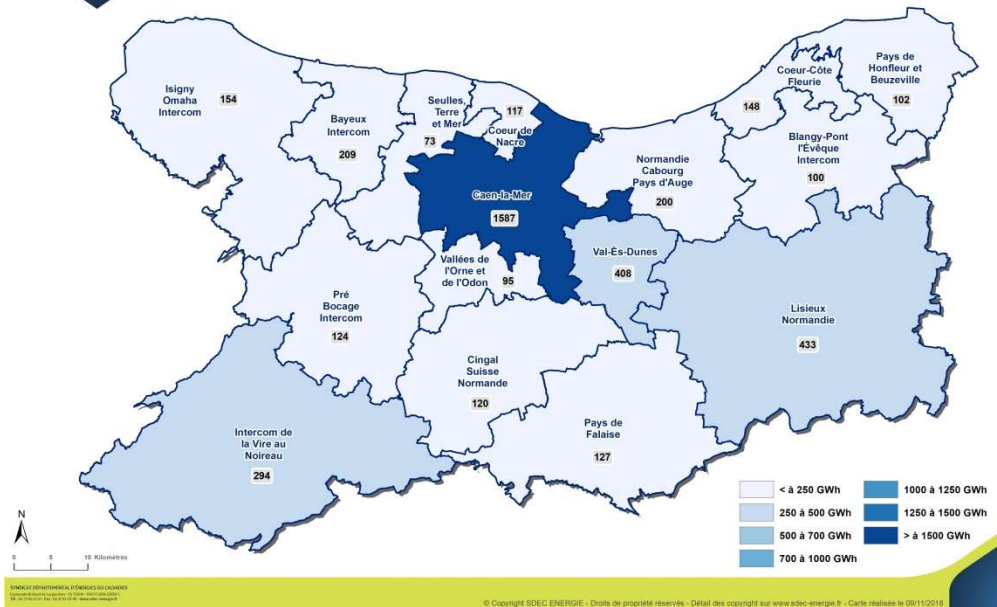 Isigny
Omaha
Intercom
154
Bayeux
Intercom
209
Seulles,
Terre
et Mer
73
117
Coeur de
Nacre
Caen-la-Mer
1587
Normandie
Cabourg
Pays d'Auge
200
Coeur-Côte
Fleurie
148
Pays de
Honfleur et
Beuzeville
102
Blangy-Pont
l'Évêque
Intercom
100
Val-Ès-Dunes
408
Lisieux
Normandie
433
Vallées de
l'Orne et
de l'Odon
95
Pré
Bocage
Intercom
124
Cingal
Suisse
Normande
120
Pays de
Falaise
127
Intercom de
la Vire au
Noireau
294
< à 250 GWh
250 à 500 GWh
500 à 700 GWh
700 à 1000 GWh
1000 à 1250 GWh
1250 à 1500 GWh
> à 1500 GWh
N
0 5 10 Kilomètres
SYNDICAT DÉPARTEMENTAL D'ÉNERGIES DU CALVADOS
© Copyright SDEC ENERGIE - Droits de propriété réservés - Détail des copyright sur www.sdec-energie.fr - Carte réalisée le 09/11/2018